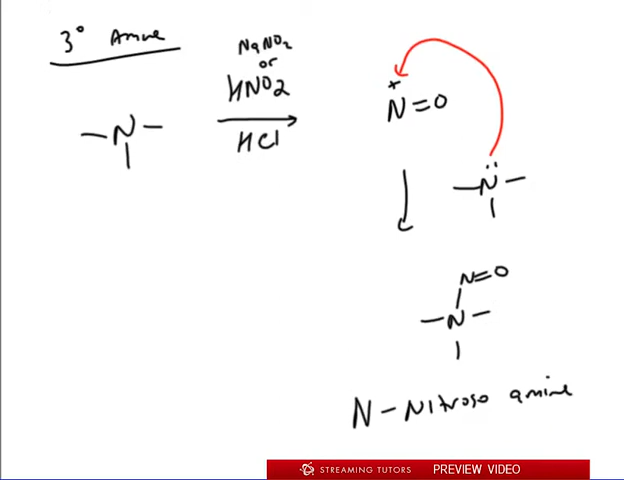 3° Amine
NaNO2
or
HNO2
HCl
N
+
N=O
N
N=O
N
N-Nitroso amine
STREAMING TUTORS PREVIEW VIDEO